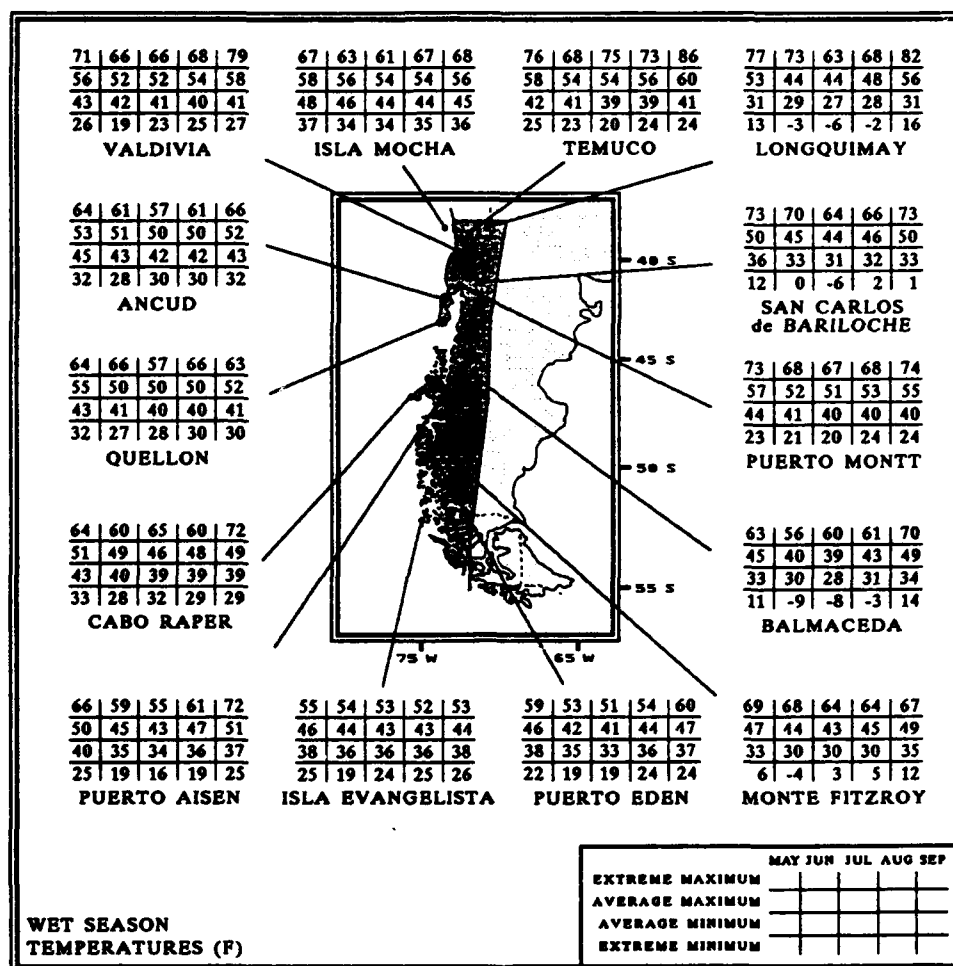 71 66 66 68 79
56 52 52 54 58
43 42 41 40 41
26 19 23 25 27
VALDIVIA
67 63 61 67 68
58 56 54 54 56
48 46 44 44 45
37 34 34 35 36
ISLA MOCHA
76 68 75 73 86
58 54 54 56 60
42 41 39 39 41
25 23 20 24 24
TEMUCO
77 73 63 68 82
53 44 44 48 56
31 29 27 28 31
13 -3 -6 -2 16
LONGQUIMAY
64 61 57 61 66
53 51 50 50 52
45 43 42 42 43
32 28 30 30 32
ANCUD
73 70 64 66 73
50 45 44 46 50
36 33 31 32 33
12 0 -6 2 1
SAN CARLOS
de BARILOCHE
64 66 57 66 63
55 50 50 50 52
43 41 40 40 41
32 27 28 30 30
QUELLON
73 68 67 68 74
57 52 51 53 55
44 41 40 40 40
23 21 20 24 24
PUERTO MONTT
64 60 65 60 72
51 49 46 48 49
43 40 39 39 39
33 28 32 29 29
CABO RAPER
63 56 60 61 70
45 40 39 43 49
33 30 28 31 34
11 -9 -8 -3 14
BALMACEDA
40 S
45 S
50 S
55 S
75 W
65 W
66 59 55 61 72
50 45 43 47 51
40 35 34 36 37
25 19 16 19 25
PUERTO AISEN
55 54 53 52 53
46 44 43 43 44
38 36 36 36 38
25 19 24 25 26
ISLA EVANGELISTA
59 53 51 54 60
46 42 41 44 47
38 35 33 36 37
22 19 19 24 24
PUERTO EDEN
69 68 64 64 67
47 44 43 45 49
33 30 30 30 35
6 -4 3 5 12
MONTE FITZROY
MAY JUN JUL AUG SEP
EXTREME MAXIMUM
AVERAGE MAXIMUM
AVERAGE MINIMUM
EXTREME MINIMUM
WET SEASON
TEMPERATURES (F)